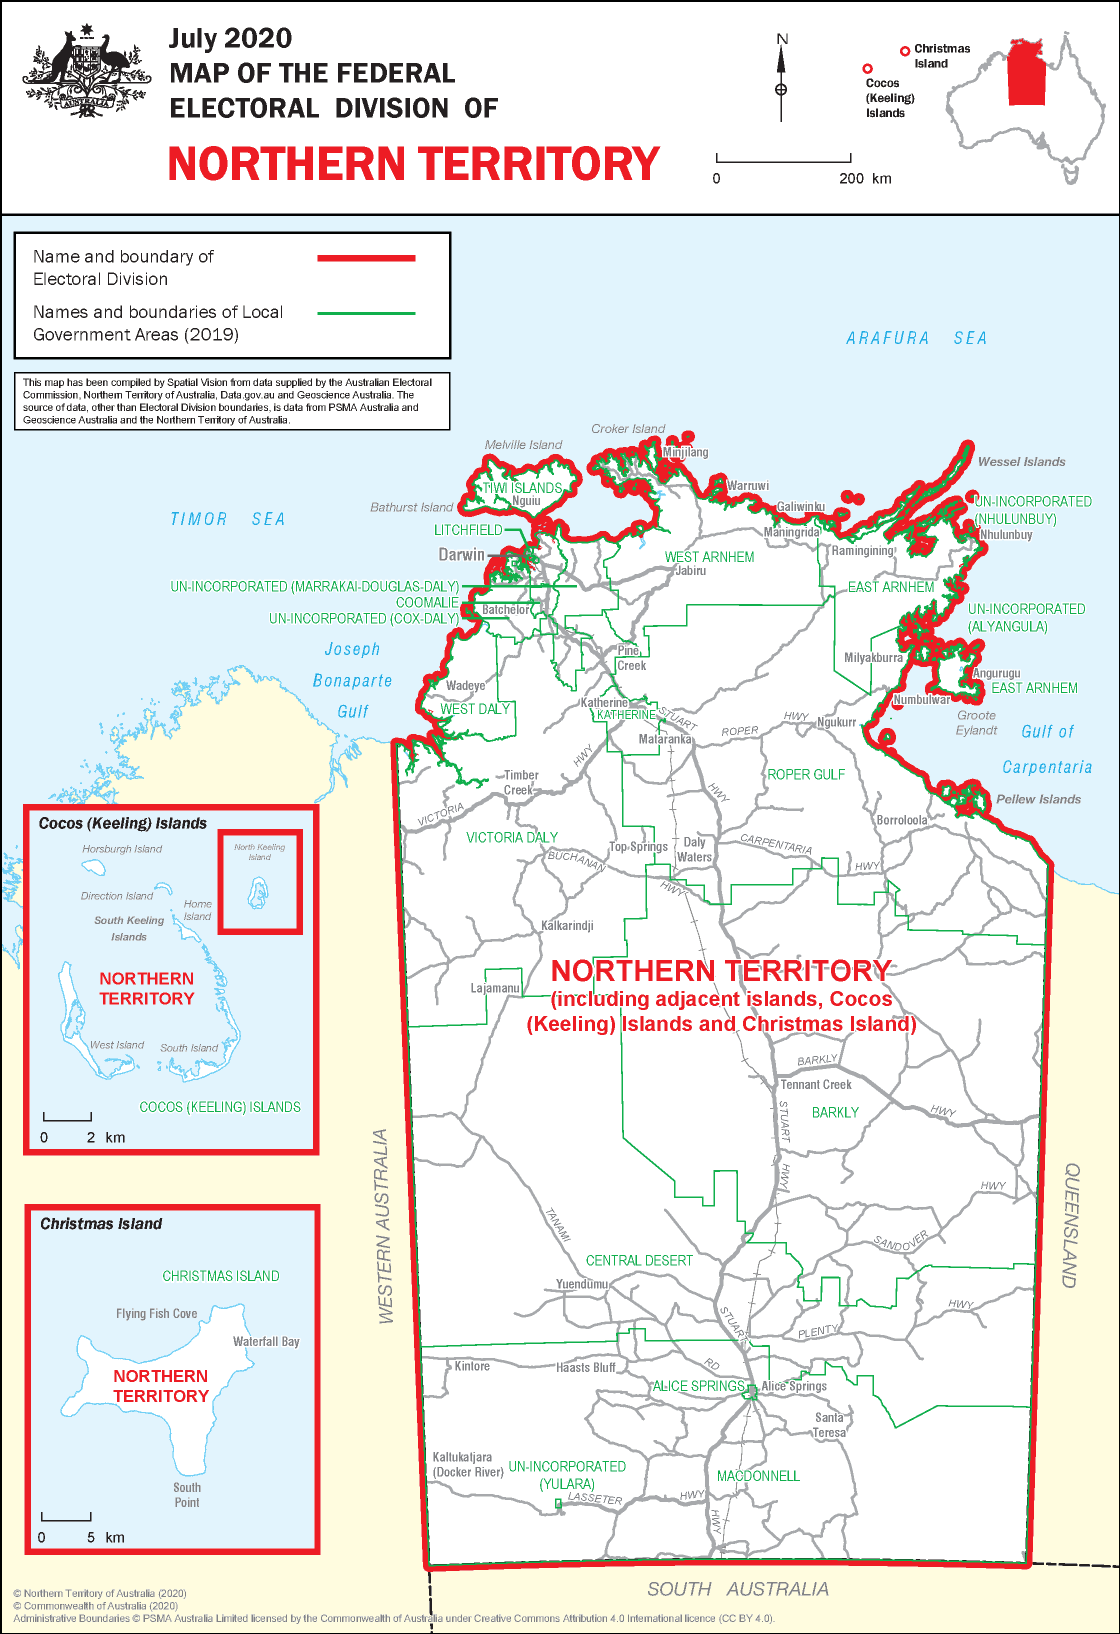 July 2020
MAP OF THE FEDERAL
ELECTORAL DIVISION OF
NORTHERN TERRITORY
AUSTRALIA
N
0 200 km
Christmas
Island
Cocos
(Keeling)
Islands
Name and boundary of
Electoral Division
Names and boundaries of Local
Government Areas (2019)
This map has been compiled by Spatial Vision from data supplied by the Australian Electoral
Commission, Northern Territory of Australia, Data.gov.au and Geoscience Australia. The
source of data, other than Electoral Division boundaries, is data from PSMA Australia and
Geoscience Australia and the Northern Territory of Australia.
ARAFURA SEA
TIMOR SEA
Melville Island
Croker Island
Minjilang
Wessel Islands
TIWI ISLANDS
Nguiu
Bathurst Island
Warruwi
Galiwinku
Maningrida
UN-INCORPORATED
(NHULUNBUY)
Nhulunbuy
LITCHFIELD
Darwin
Ramingining
WEST ARNHEM
Jabiru
EAST ARNHEM
UN-INCORPORATED (MARRAKAI-DOUGLAS-DALY)
COOMALIE
Batchelor
UN-INCORPORATED (COX-DALY)
UN-INCORPORATED
(ALYANGULA)
Joseph
Bonaparte
Gulf
Pine
Creek
Milyakburra
Angurugu
EAST ARNHEM
Numbulwar
Groote
Eylandt
Gulf of
Carpentaria
Wadeye
WEST DALY
Katherine
KATHERINE
STUART
HWY
Mataranka
ROPER
HWY
Ngukurr
HWY
Timber
Creek
ROPER GULF
Pellew Islands
VICTORIA
VICTORIA DALY
Borroloola
Top Springs
Daly
Waters
CARPENTARIA
HWY
BUCHANAN
HWY
Kalkarindji
NORTHERN TERRITORY
(including adjacent islands, Cocos
(Keeling) Islands and Christmas Island)
Lajamanu
BARKLY
Tennant Creek
BARKLY
HWY
STUART
HWY
HWY
TANAMI
SANDOVER
CENTRAL DESERT
Yuendumu
HWY
STUART
PLENTY
Kintore
Haasts Bluff
RD
ALICE SPRINGS
Alice Springs
Santa
Teresa
Kaltukatjara
(Docker River)
UN-INCORPORATED
(YULARA)
MACDONNELL
LASSETER
HWY
HWY
WESTERN AUSTRALIA
QUEENSLAND
SOUTH AUSTRALIA
Cocos (Keeling) Islands
Horsburgh Island
North Keeling
Island
Direction Island
Home
Island
South Keeling
Islands
NORTHERN
TERRITORY
West Island
South Island
COCOS (KEELING) ISLANDS
0 2 km
Christmas Island
CHRISTMAS ISLAND
Flying Fish Cove
Waterfall Bay
NORTHERN
TERRITORY
South
Point
0 5 km
© Northern Territory of Australia (2020)
© Commonwealth of Australia (2020)
Administrative Boundaries © PSMA Australia Limited licensed by the Commonwealth of Australia under Creative Commons Attribution 4.0 International licence (CC BY 4.0).